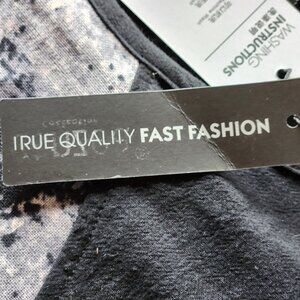 WASHING
INSTRUCTIONS
TRUE QUALITY FAST FASHION